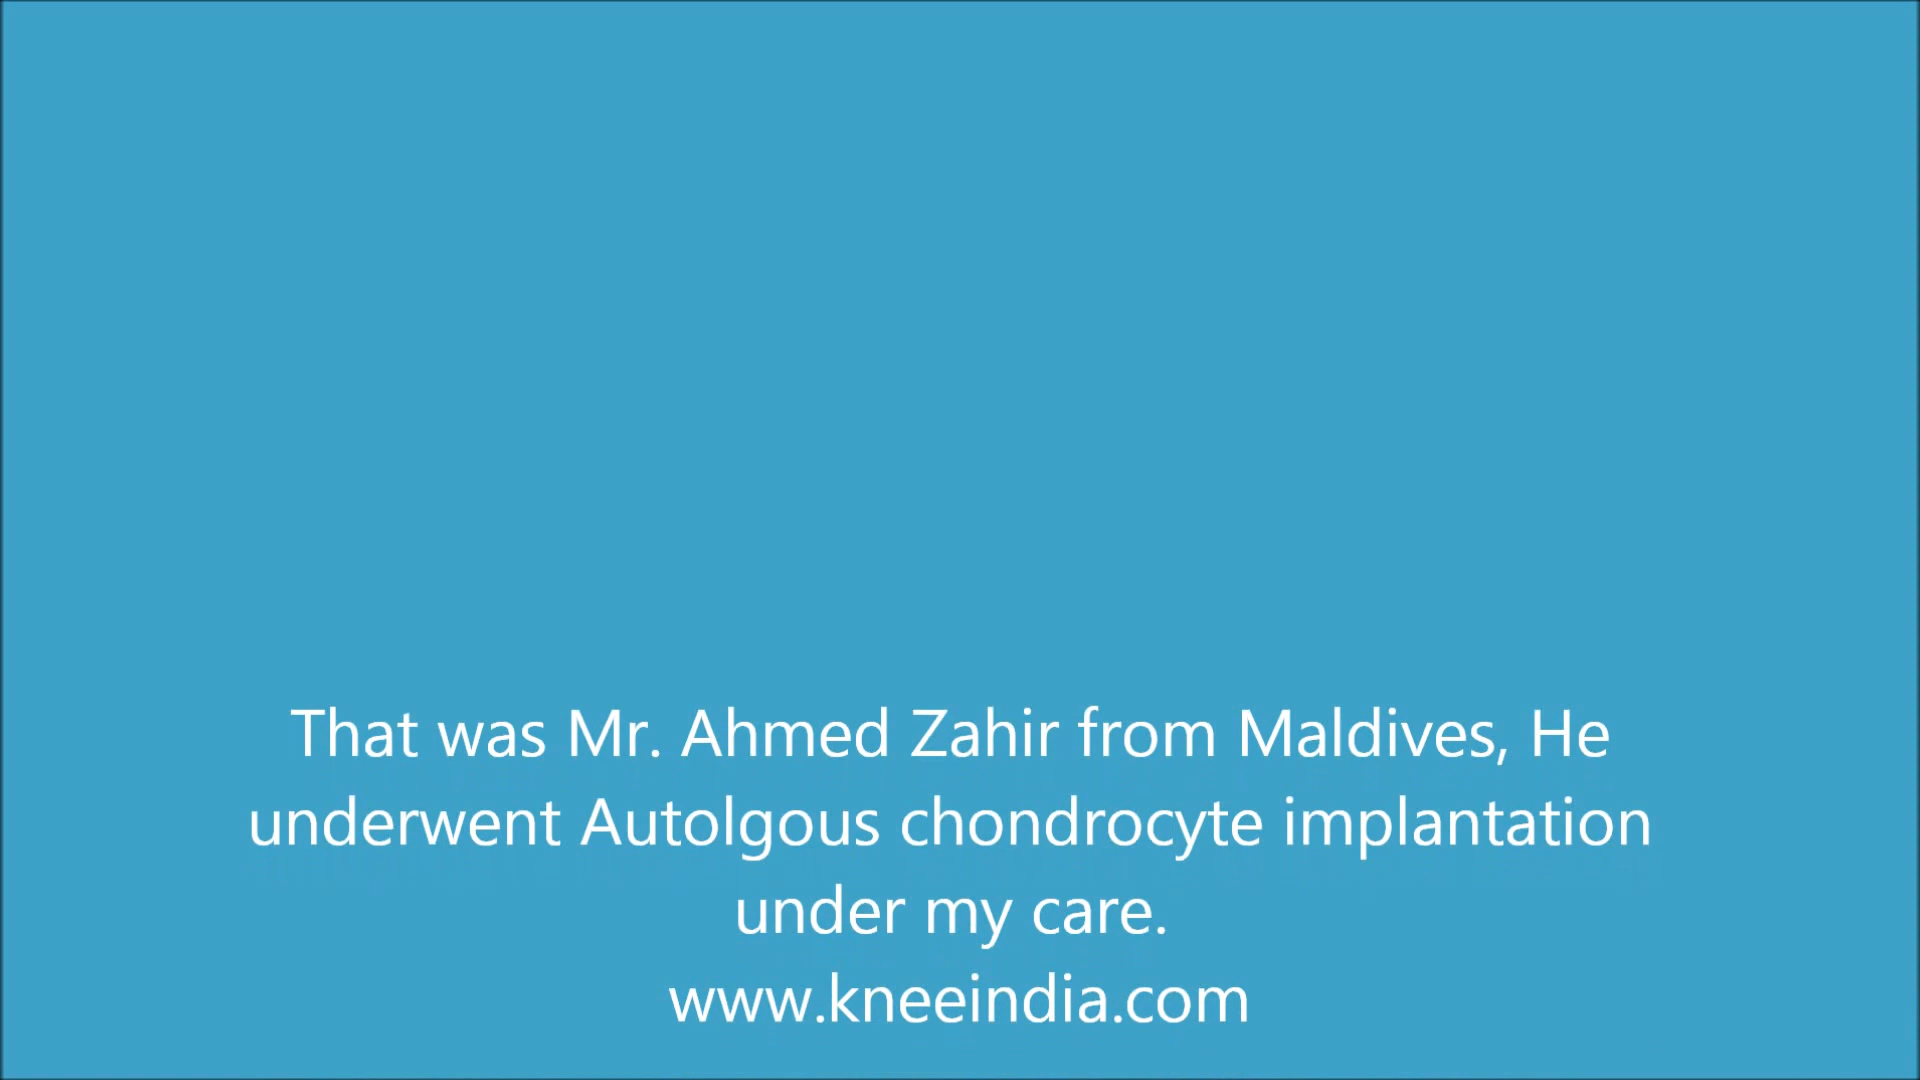 That was Mr. Ahmed Zahir from Maldives, He
underwent Autolgous chondrocyte implantation
under my care.
www.kneeindia.com